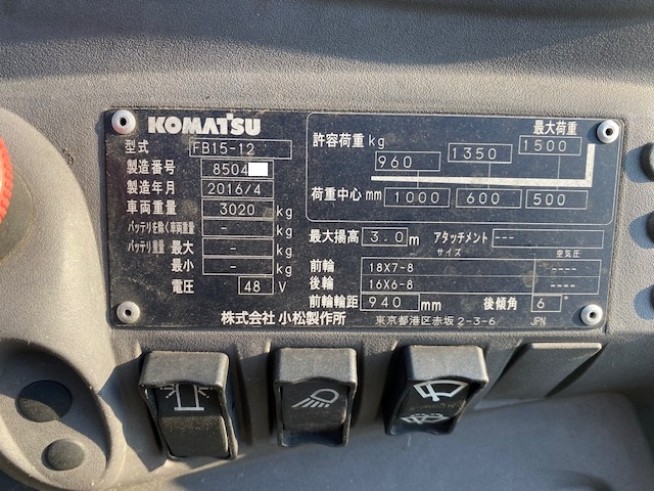 KOMATSU
型式 FB15-12
製造番号 8504
製造年月 2016/4
車両重量 3020 kg
バッテリを除く車両重量 - kg
バッテリ重量 最大 - kg
最小 - kg
電圧 48 V
許容荷重 kg 960 1350 最大荷重 1500
荷重中心 mm 1000 600 500
最大揚高 3.0 m アタッチメント ---
サイズ 空気圧
前輪 18X7-8 ----
後輪 16X6-8 ----
前輪輪距 940 mm 後傾角 6 °
株式会社 小松製作所 東京都港区赤坂 2-3-6 JPN